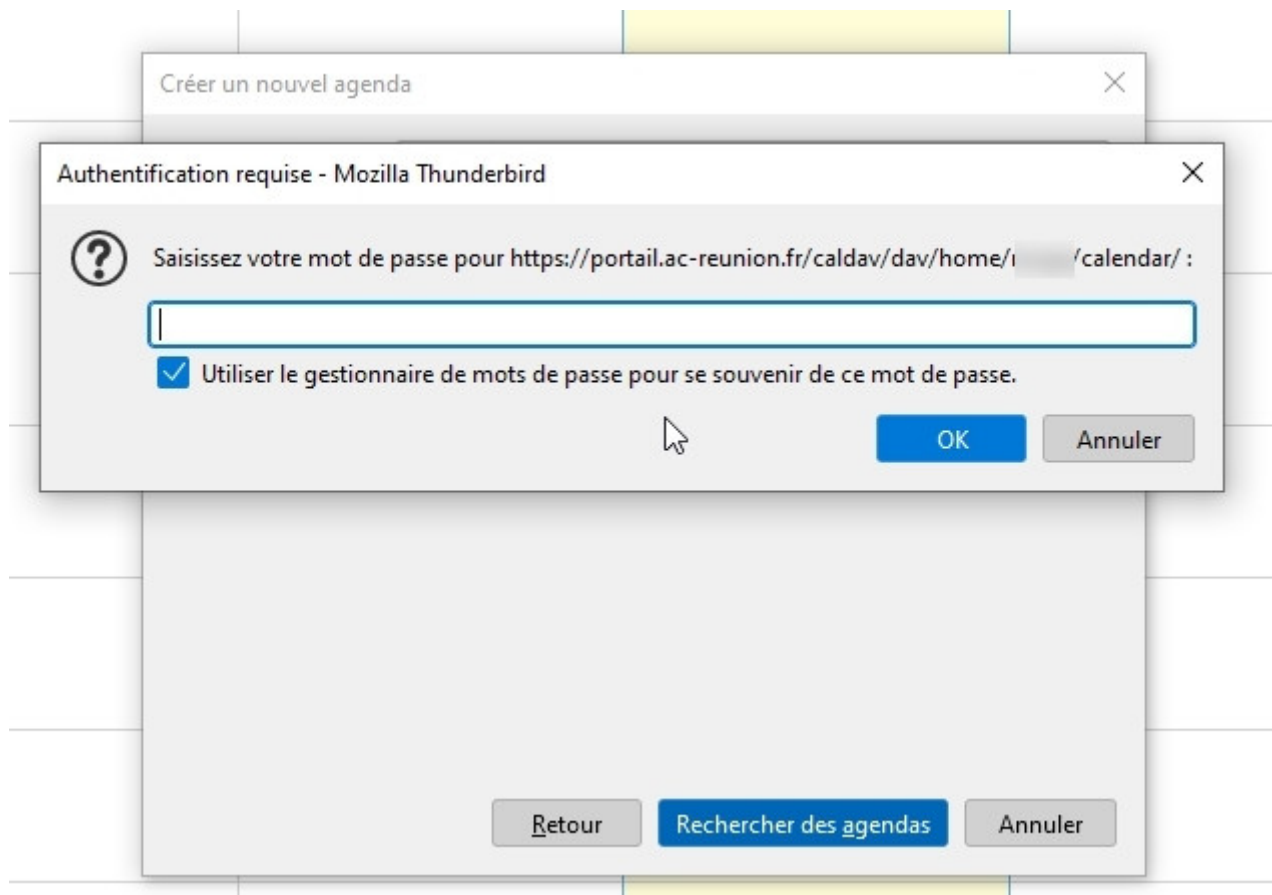 Créer un nouvel agenda
Authentification requise - Mozilla Thunderbird
Saisissez votre mot de passe pour https://portail.ac-reunion.fr/caldav/dav/home/ /calendar/ :
Utiliser le gestionnaire de mots de passe pour se souvenir de ce mot de passe.
OK Annuler
Retour Rechercher des agendas Annuler